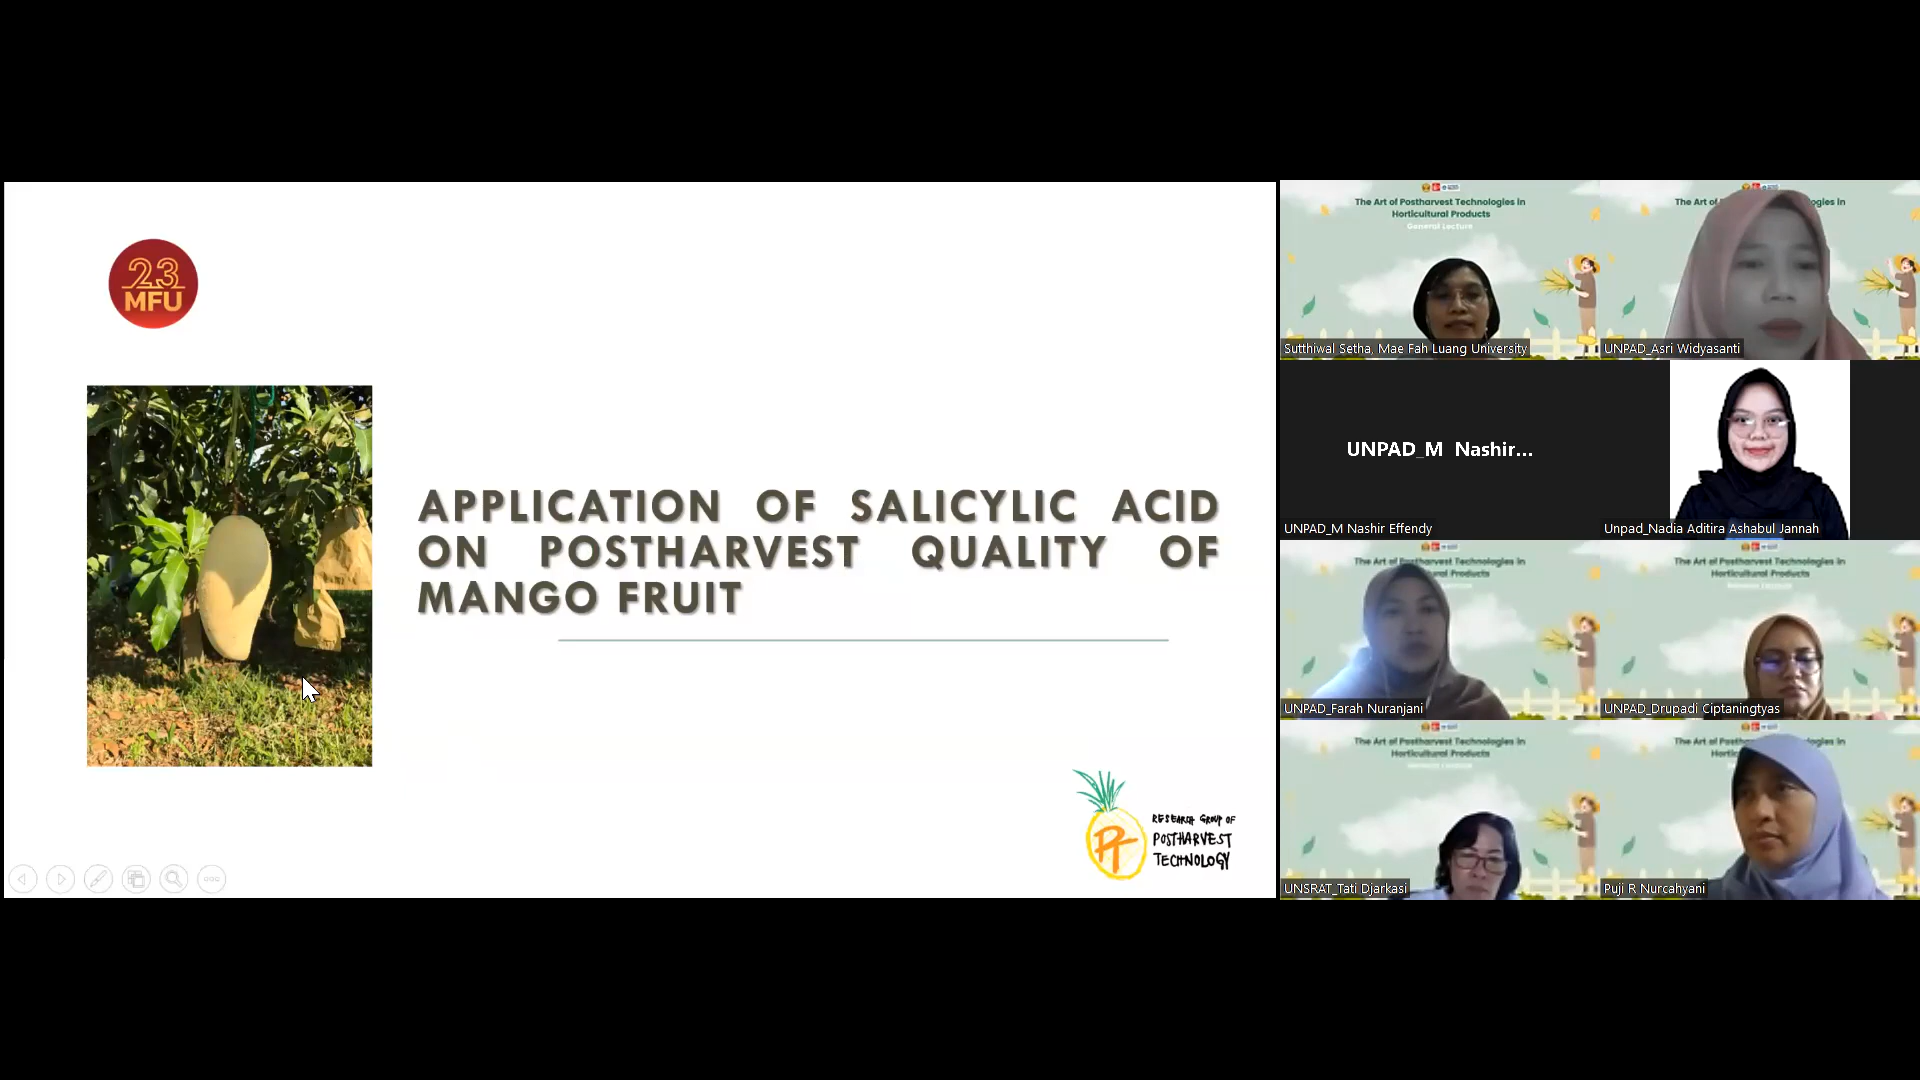 23
MFU
APPLICATION OF SALICYLIC ACID
ON POSTHARVEST QUALITY OF
MANGO FRUIT
RESEARCH GROUP OF
PT
POSTHARVEST
TECHNOLOGY
The Art of Postharvest Technologies in
Horticultural Products
General Lecture
Sutthiwal Setha, Mae Fah Luang University
The Art of
ogies in
UNPAD_Asri Widyasanti
UNPAD_M Nashir...
UNPAD_M Nashir Effendy
Unpad_Nadia Aditira Ashabul Jannah
The Art of Postharvest Technologies in
Products
UNPAD_Farah Nuranjani
The Art of Postharvest Technologies in
Horticultural Products
UNPAD_Drupadi Ciptaningtyas
The Art of Postharvest Technologies in
Horticultural Products
UNSRAT_Tati Djarkasi
The Art of Posth
ogies in
Puji R Nurcahyani